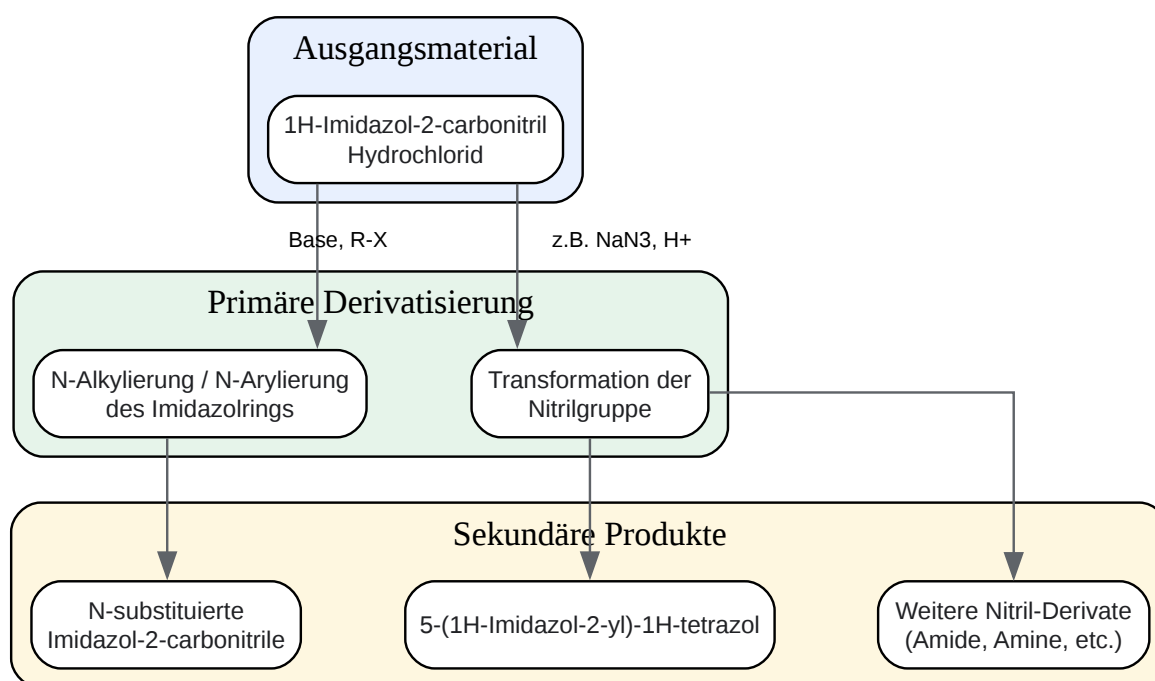 Ausgangsmaterial
1H-Imidazol-2-carbonitril
Hydrochlorid
Base, R-X
z.B. NaN3, H+
Primäre Derivatisierung
N-Alkylierung / N-Arylierung
des Imidazolrings
Transformation der
Nitrilgruppe
Sekundäre Produkte
N-substituierte
Imidazol-2-carbonitrile
5-(1H-Imidazol-2-yl)-1H-tetrazol
Weitere Nitril-Derivate
(Amide, Amine, etc.)